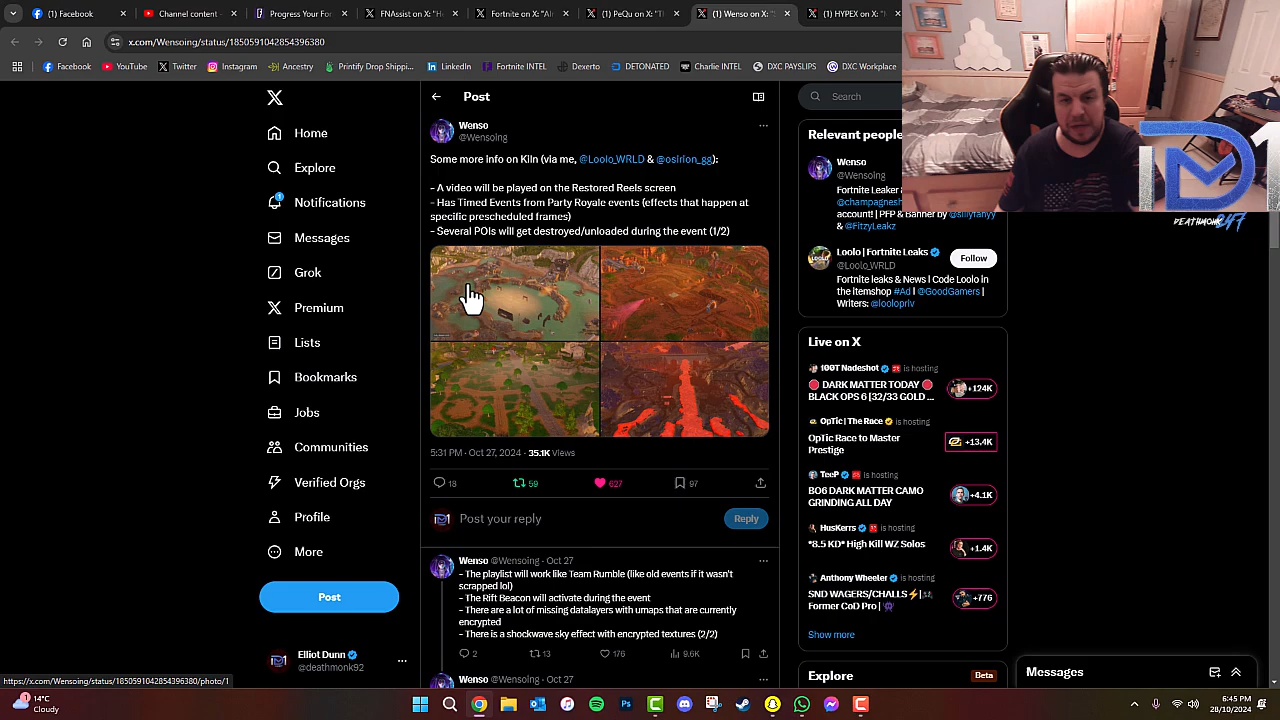 (1) Facebook
Channel content
Progress Your Fo
FNAssist on X: "H
Fortnite on X: "Al
(1) PeQu on X: "T
(1) Wenso on X: "S
(1) HYPEX on X: "
x.com/Wensoing/status/1850591042854396380
Facebook
YouTube
Twitter
Instagram
Ancestry
Fortnite Cosmetics,...
LinkedIn
Fortnite INTEL
Dexerto
DETONATED
Charlie INTEL
DXC PAYSLIPS
DXC Workplace
Home
Explore
1
Notifications
Messages
Grok
Premium
Lists
Bookmarks
Jobs
Communities
Verified Orgs
Profile
More
Post
Elliot Dunn
@deathmonk92
Post
Wenso
@Wensoing
Some more info on Kiln (via me, @Loolo_WRLD & @osirion_gg):
- A video will be played on the Restored Reels screen
- Has Timed Events from Party Royale events (effects that happen at
specific prescheduled frames)
- Several POIs will get destroyed/unloaded during the event (1/2)
5:31 PM · Oct 27, 2024 · 35.1K Views
18
59
627
97
Post your reply
Reply
Wenso @Wensoing · Oct 27
- The playlist will work like Team Rumble (like old events if it wasn't
scrapped lol)
- The Rift Beacon will activate during the event
- There are a lot of missing datalayers with umaps that are currently
encrypted
- There is a shockwave sky effect with encrypted textures (2/2)
2
13
176
9.6K
Wenso @Wensoing · Oct 27
Search
Relevant people
Wenso
@Wensoing
Fortnite Leaker
@champagnesh
account! | PFP & Banner by @sillyfahyy
& @FitzyLeakz
Loolo | Fortnite Leaks
@Loolo_WRLD
Follow
Fortnite leaks & News | Code Loolo in
the itemshop #Ad | @GoodGamers |
Writers: @loolopriv
Live on X
100T Nadeshot is hosting
DARK MATTER TODAY
BLACK OPS 6 |32/33 GOLD ...
+124K
OpTic | The Race is hosting
OpTic Race to Master
Prestige
+13.4K
TeeP is hosting
BO6 DARK MATTER CAMO
GRINDING ALL DAY
+4.1K
HusKerrs is hosting
*8.5 KD* High Kill WZ Solos
+1.4K
Anthony Wheeler is hosting
SND WAGERS/CHALLS⚡|
Former CoD Pro |
+776
Show more
Explore
Beta
DM1
DEATHMONK 247
Messages
https://x.com/Wensoing/status/1850591042854396380/photo/1
1
14°C
Cloudy
6:45 PM
28/10/2024